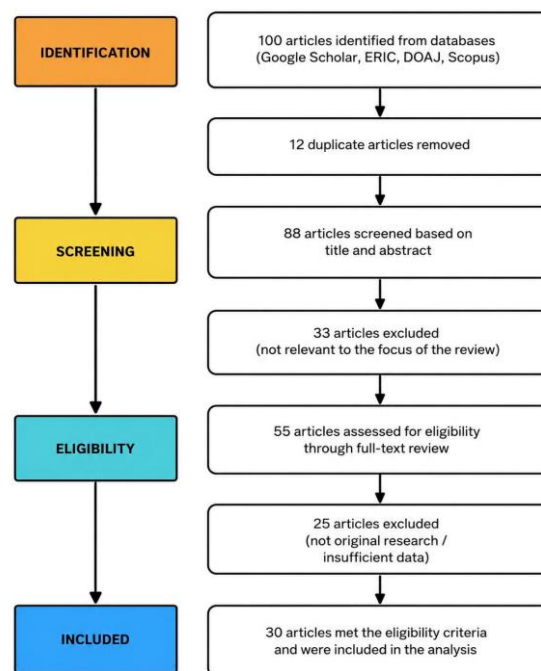 IDENTIFICATION
100 articles identified from databases
(Google Scholar, ERIC, DOAJ, Scopus)
12 duplicate articles removed
SCREENING
88 articles screened based on
title and abstract
33 articles excluded
(not relevant to the focus of the review)
ELIGIBILITY
55 articles assessed for eligibility
through full-text review
25 articles excluded
(not original research /
insufficient data)
INCLUDED
30 articles met the eligibility criteria
and were included in the analysis